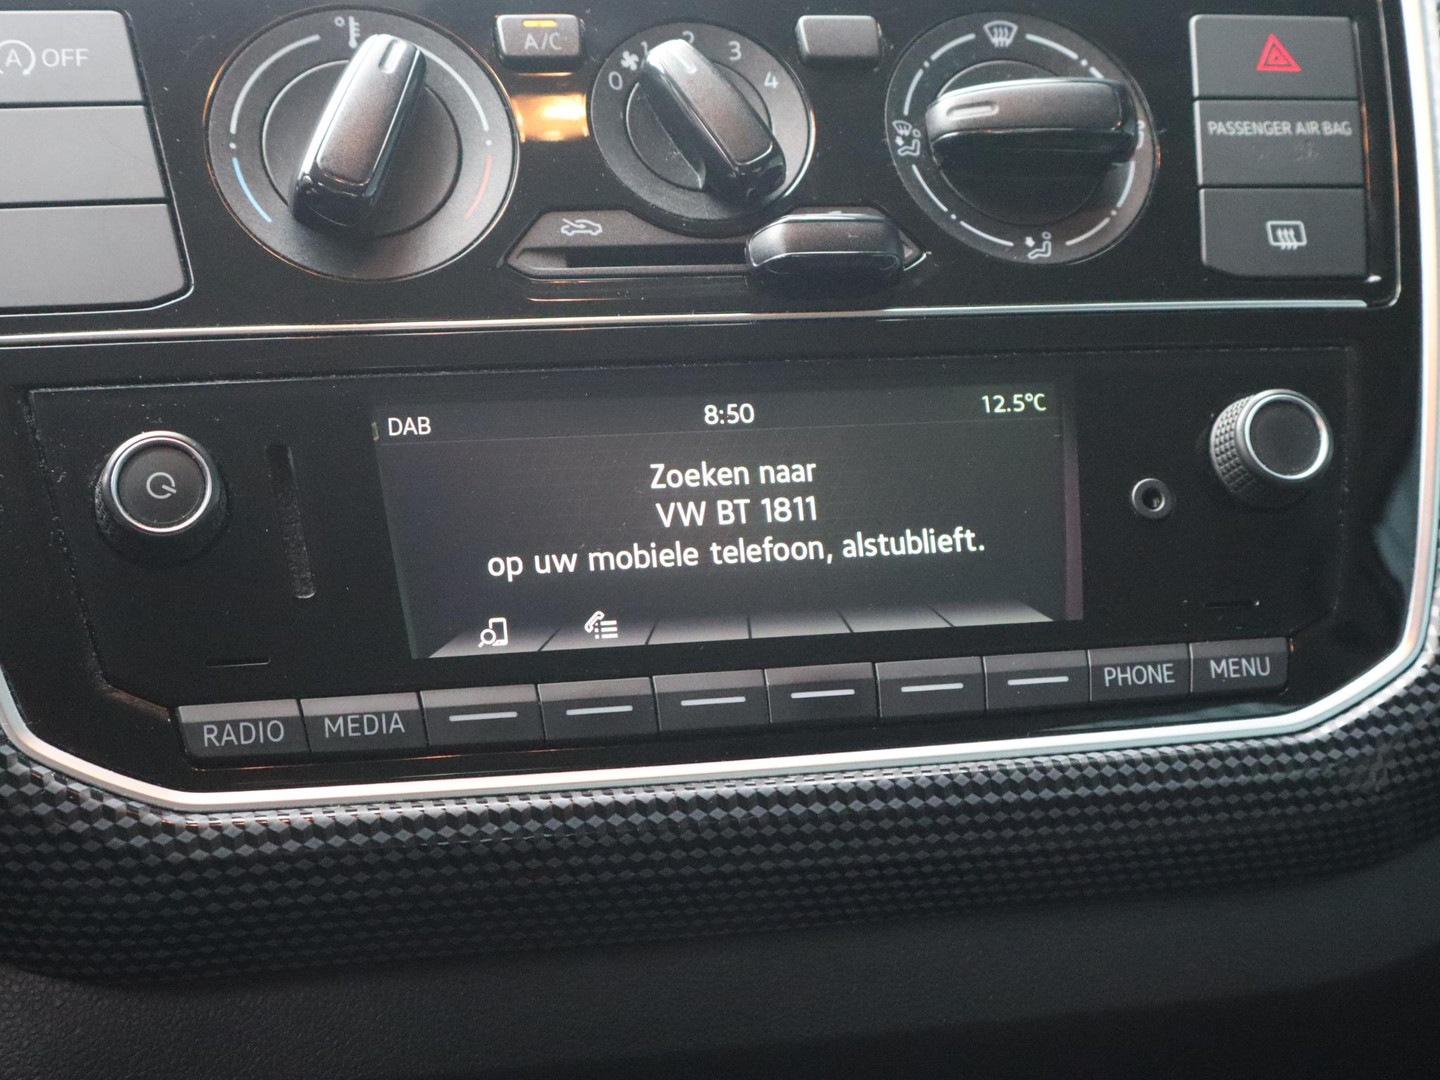 (A) OFF
A/C
0 1 2 3 4
PASSENGER AIR BAG
DAB 8:50 12.5°C
Zoeken naar
VW BT 1811
op uw mobiele telefoon, alstublieft.
RADIO MEDIA PHONE MENU